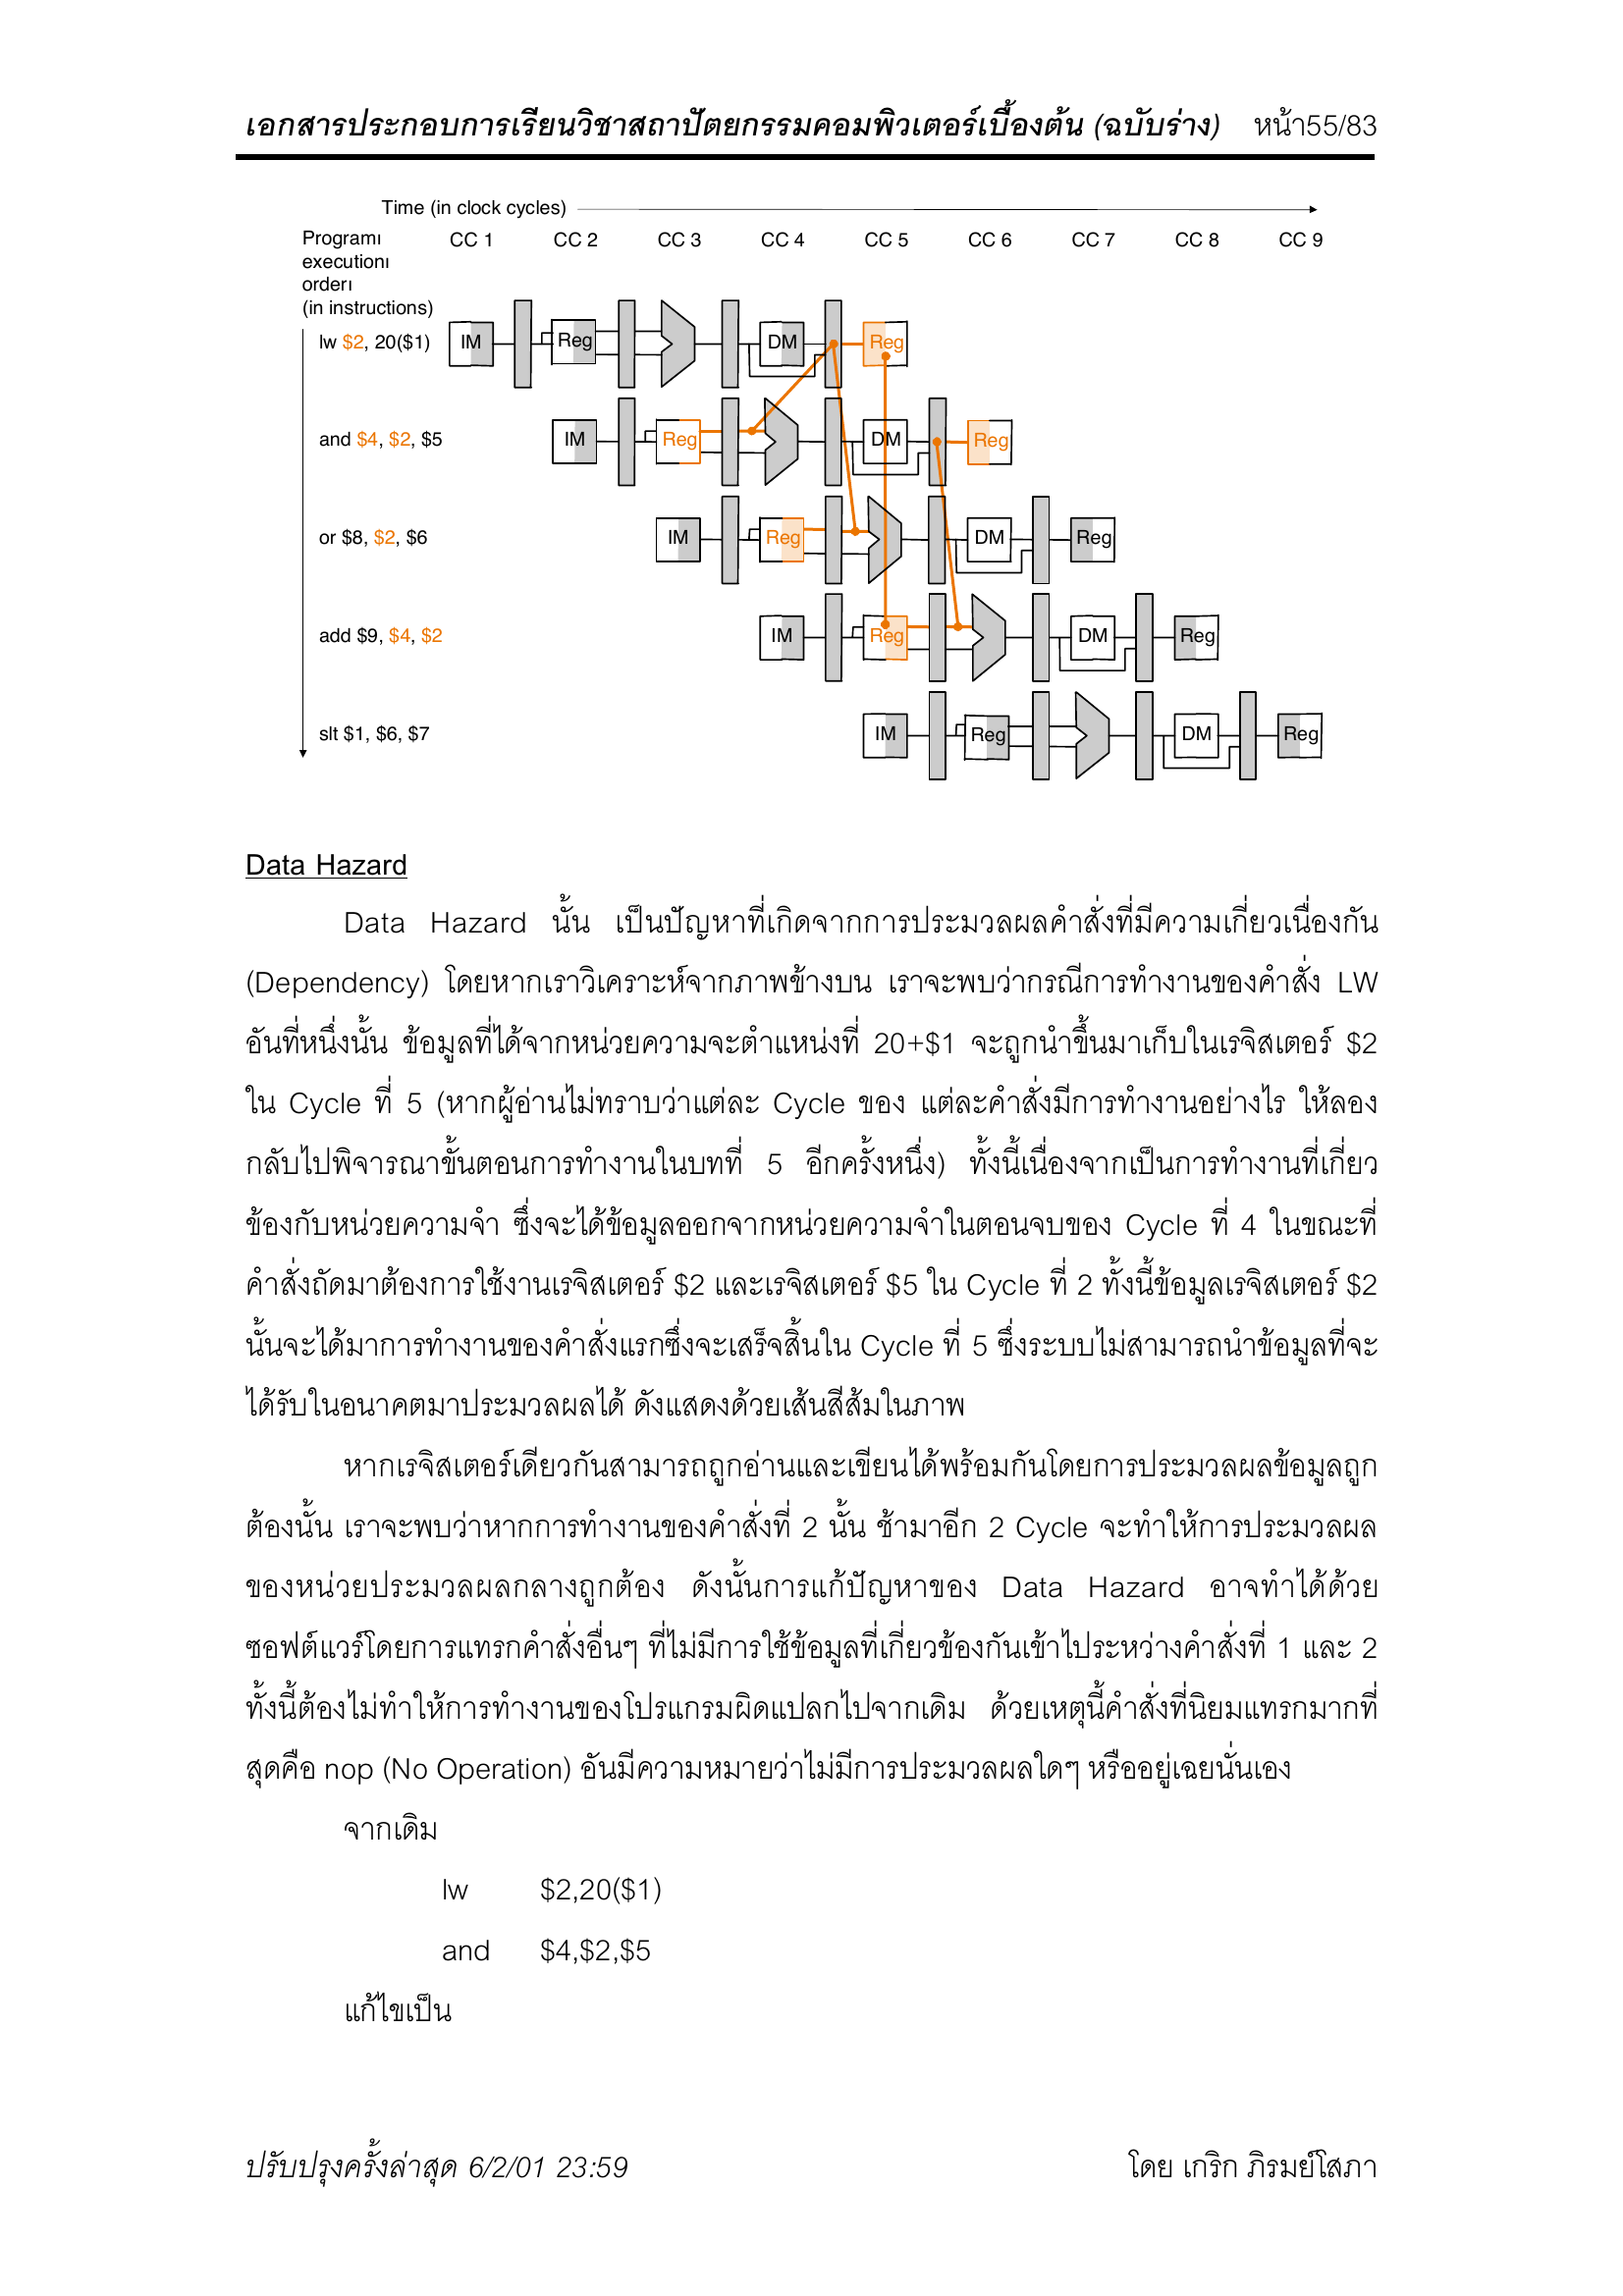 เอกสารประกอบการเรียนวิชาสถาปัตยกรรมคอมพิวเตอร์เบื้องต้น (ฉบับร่าง) หน้า55/83
Time (in clock cycles)
Programı CC 1 CC 2 CC 3 CC 4 CC 5 CC 6 CC 7 CC 8 CC 9
executionı
orderı
(in instructions)
lw $2, 20($1) IM Reg DM Reg
and $4, $2, $5 IM Reg DM Reg
or $8, $2, $6 IM Reg DM Reg
add $9, $4, $2 IM Reg DM Reg
slt $1, $6, $7 IM Reg DM Reg
Data Hazard
Data Hazard นั้น เป็นปัญหาที่เกิดจากการประมวลผลคำสั่งที่มีความเกี่ยวเนื่องกัน
(Dependency) โดยหากเราวิเคราะห์จากภาพข้างบน เราจะพบว่ากรณีการทำงานของคำสั่ง LW
อันที่หนึ่งนั้น ข้อมูลที่ได้จากหน่วยความจะตำแหน่งที่ 20+$1 จะถูกนำขึ้นมาเก็บในเรจิสเตอร์ $2
ใน Cycle ที่ 5 (หากผู้อ่านไม่ทราบว่าแต่ละ Cycle ของ แต่ละคำสั่งมีการทำงานอย่างไร ให้ลอง
กลับไปพิจารณาขั้นตอนการทำงานในบทที่ 5 อีกครั้งหนึ่ง) ทั้งนี้เนื่องจากเป็นการทำงานที่เกี่ยว
ข้องกับหน่วยความจำ ซึ่งจะได้ข้อมูลออกจากหน่วยความจำในตอนจบของ Cycle ที่ 4 ในขณะที่
คำสั่งถัดมาต้องการใช้งานเรจิสเตอร์ $2 และเรจิสเตอร์ $5 ใน Cycle ที่ 2 ทั้งนี้ข้อมูลเรจิสเตอร์ $2
นั้นจะได้มาการทำงานของคำสั่งแรกซึ่งจะเสร็จสิ้นใน Cycle ที่ 5 ซึ่งระบบไม่สามารถนำข้อมูลที่จะ
ได้รับในอนาคตมาประมวลผลได้ ดังแสดงด้วยเส้นสีส้มในภาพ
หากเรจิสเตอร์เดียวกันสามารถถูกอ่านและเขียนได้พร้อมกันโดยการประมวลผลข้อมูลถูก
ต้องนั้น เราจะพบว่าหากการทำงานของคำสั่งที่ 2 นั้น ช้ามาอีก 2 Cycle จะทำให้การประมวลผล
ของหน่วยประมวลผลกลางถูกต้อง ดังนั้นการแก้ปัญหาของ Data Hazard อาจทำได้ด้วย
ซอฟต์แวร์โดยการแทรกคำสั่งอื่นๆ ที่ไม่มีการใช้ข้อมูลที่เกี่ยวข้องกันเข้าไประหว่างคำสั่งที่ 1 และ 2
ทั้งนี้ต้องไม่ทำให้การทำงานของโปรแกรมผิดแปลกไปจากเดิม ด้วยเหตุนี้คำสั่งที่นิยมแทรกมากที่
สุดคือ nop (No Operation) อันมีความหมายว่าไม่มีการประมวลผลใดๆ หรืออยู่เฉยนั่นเอง
จากเดิม
lw $2,20($1)
and $4,$2,$5
แก้ไขเป็น
ปรับปรุงครั้งล่าสุด 6/2/01 23:59 โดย เกริก ภิรมย์โสภา